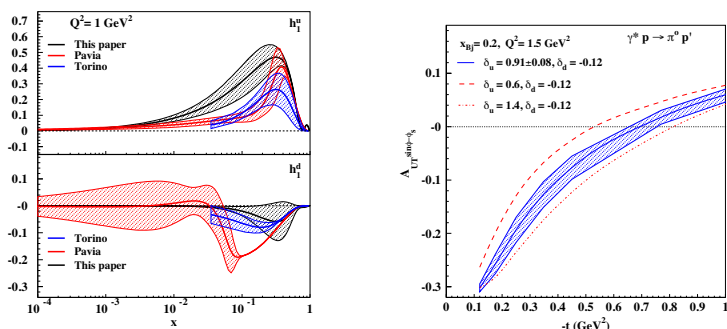 Q² = 1 GeV²
h₁ᵘ
This paper
Pavia
Torino
0.7
0.6
0.5
0.4
0.3
0.2
0.1
0
-0.1
h₁ᵈ
0.1
-0
-0.1
-0.2
-0.3
Torino
Pavia
This paper
10⁻⁴
10⁻³
10⁻²
10⁻¹
1
x
γ* p → π° p'
x_Bj = 0.2, Q² = 1.5 GeV²
δ_u = 0.91±0.08, δ_d = -0.12
δ_u = 0.6, δ_d = -0.12
δ_u = 1.4, δ_d = -0.12
A_UT^sinφ-φ_s
0.1
-0
-0.1
-0.2
-0.3
0
0.1
0.2
0.3
0.4
0.5
0.6
0.7
0.8
0.9
1
-t (GeV²)